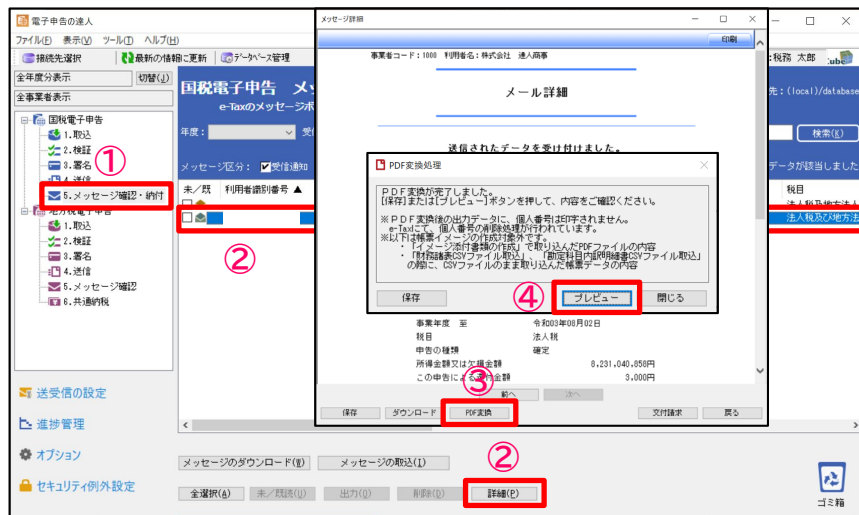 電子申告の達人
ファイル(F) 表示(V) ツール(T) ヘルプ(H)
接続先選択 最新の情報に更新 データベース管理
:税務 太郎
全年度分表示 切替(J)
全事業者表示
国税電子申告
1.取込
2.検証
3.署名
4.送信
5.メッセージ確認・納付
地方税電子申告
1.取込
2.検証
3.署名
4.送信
5.メッセージ確認
6.共通納税
①
②
送受信の設定
進捗管理
オプション
セキュリティ例外設定
国税電子申告 メッ
e-Taxのメッセージボ
先:(local)/database
年度: 受
検索(K)
メッセージ区分: 受信通知
データが該当しました
未/既 利用者識別番号 ▲
税目
法人税及び地方法人
法人税及び地方法
メッセージ詳細
印刷
事業者コード:1000 利用者名:株式会社 達人商事
メール詳細
送信されたデータを受け付けました。
PDF変換処理
PDF変換が完了しました。
[保存]または[プレビュー]ボタンを押して、内容をご確認ください。
※PDF変換後の出力データに、個人番号は印字されません。
e-Taxにて、個人番号の削除処理が行われています。
※以下は帳票イメージの作成対象外です。
・「イメージ添付書類の作成」で取り込んだPDFファイルの内容
・「財務諸表CSVファイル取込」、「勘定科目内訳明細書CSVファイル取込」
の際に、CSVファイルのまま取り込んだ帳票データの内容
④
保存 プレビュー 閉じる
事業年度 至 令和03年08月02日
税目 法人税
申告の種類 確定
所得金額又は欠損金額 8,231,040,858円
この申告による 付金額 3,000円
③
前へ 次へ
保存 ダウンロード PDF変換 交付請求 戻る
②
メッセージのダウンロード(W) メッセージの取込(I)
全選択(A) 未/既読(U) 出力(O) 削除(D) 詳細(P)
ゴミ箱